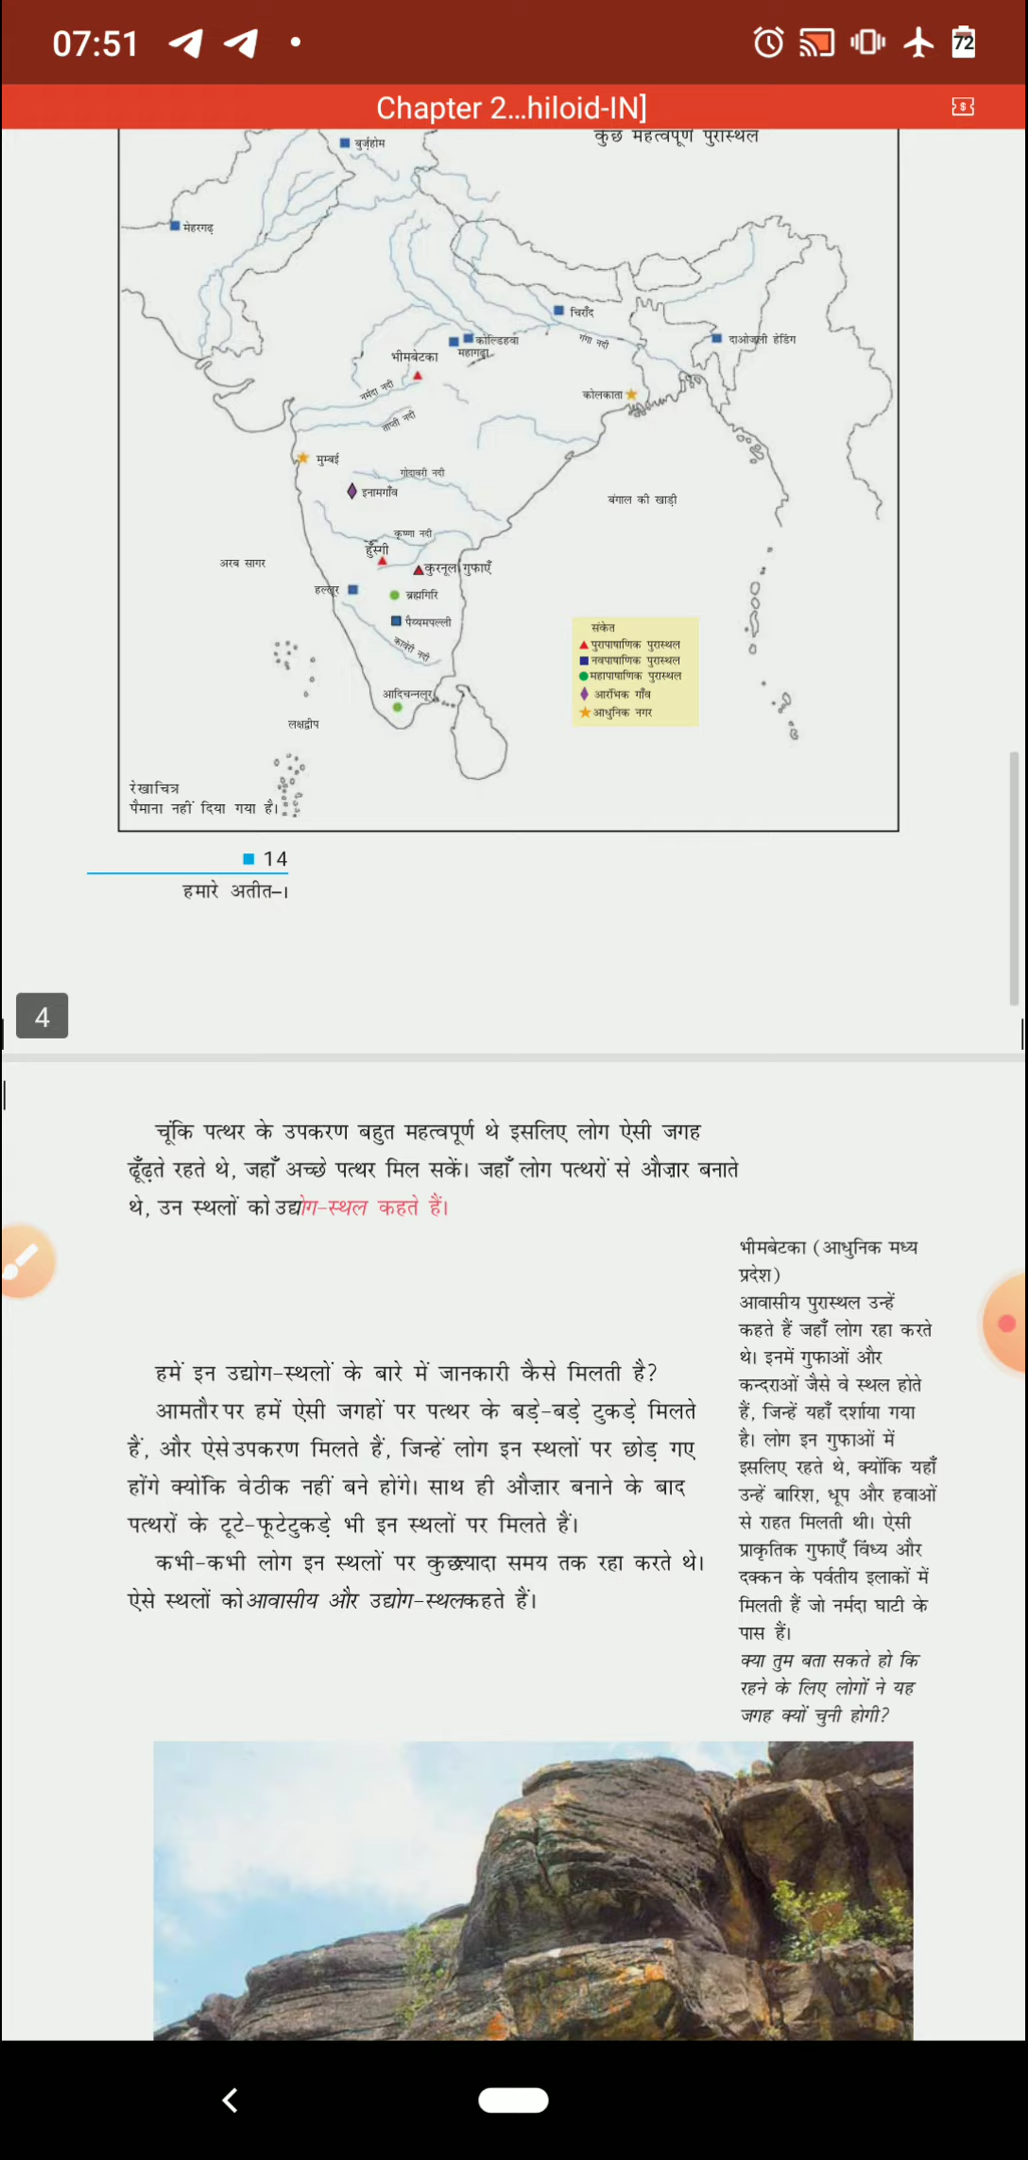 07:51
72
Chapter 2...hiloid-IN]
कुछ महत्वपूर्ण पुरास्थल
बुर्ज़होम
मेहरगढ़
चिराँद
कोल्डिहवा
महागढ़ा
गंगा नदी
दाओजली हेडिंग
भीमबेटका
नर्मदा नदी
कोलकाता
ताप्ती नदी
मुम्बई
गोदावरी नदी
इनामगाँव
बंगाल की खाड़ी
कृष्णा नदी
हुँस्गी
अरब सागर
कुरनूल गुफाएँ
हल्लूर
ब्रह्मगिरि
पैय्यमपल्ली
कावेरी नदी
संकेत
पुरापाषाणिक पुरास्थल
नवपाषाणिक पुरास्थल
महापाषाणिक पुरास्थल
आरंभिक गाँव
आधुनिक नगर
आदिचन्नलूर
लक्षद्वीप
रेखाचित्र
पैमाना नहीं दिया गया है।
14
हमारे अतीत–।
4
चूंकि पत्थर के उपकरण बहुत महत्वपूर्ण थे इसलिए लोग ऐसी जगह
ढूँढ़ते रहते थे, जहाँ अच्छे पत्थर मिल सकें। जहाँ लोग पत्थरों से औज़ार बनाते
थे, उन स्थलों को उद्योग-स्थल कहते हैं।
हमें इन उद्योग-स्थलों के बारे में जानकारी कैसे मिलती है?
आमतौर पर हमें ऐसी जगहों पर पत्थर के बड़े-बड़े टुकड़े मिलते
हैं, और ऐसे उपकरण मिलते हैं, जिन्हें लोग इन स्थलों पर छोड़ गए
होंगे क्योंकि वेठीक नहीं बने होंगे। साथ ही औज़ार बनाने के बाद
पत्थरों के टूटे-फूटेटुकड़े भी इन स्थलों पर मिलते हैं।
कभी-कभी लोग इन स्थलों पर कुछ ज़्यादा समय तक रहा करते थे।
ऐसे स्थलों को आवासीय और उद्योग-स्थलकहते हैं।
भीमबेटका (आधुनिक मध्य
प्रदेश)
आवासीय पुरास्थल उन्हें
कहते हैं जहाँ लोग रहा करते
थे। इनमें गुफाओं और
कन्दराओं जैसे वे स्थल होते
हैं, जिन्हें यहाँ दर्शाया गया
है। लोग इन गुफाओं में
इसलिए रहते थे, क्योंकि यहाँ
उन्हें बारिश, धूप और हवाओं
से राहत मिलती थी। ऐसी
प्राकृतिक गुफाएँ विंध्य और
दक्कन के पर्वतीय इलाकों में
मिलती हैं जो नर्मदा घाटी के
पास हैं।
क्या तुम बता सकते हो कि
रहने के लिए लोगों ने यह
जगह क्यों चुनी होगी?